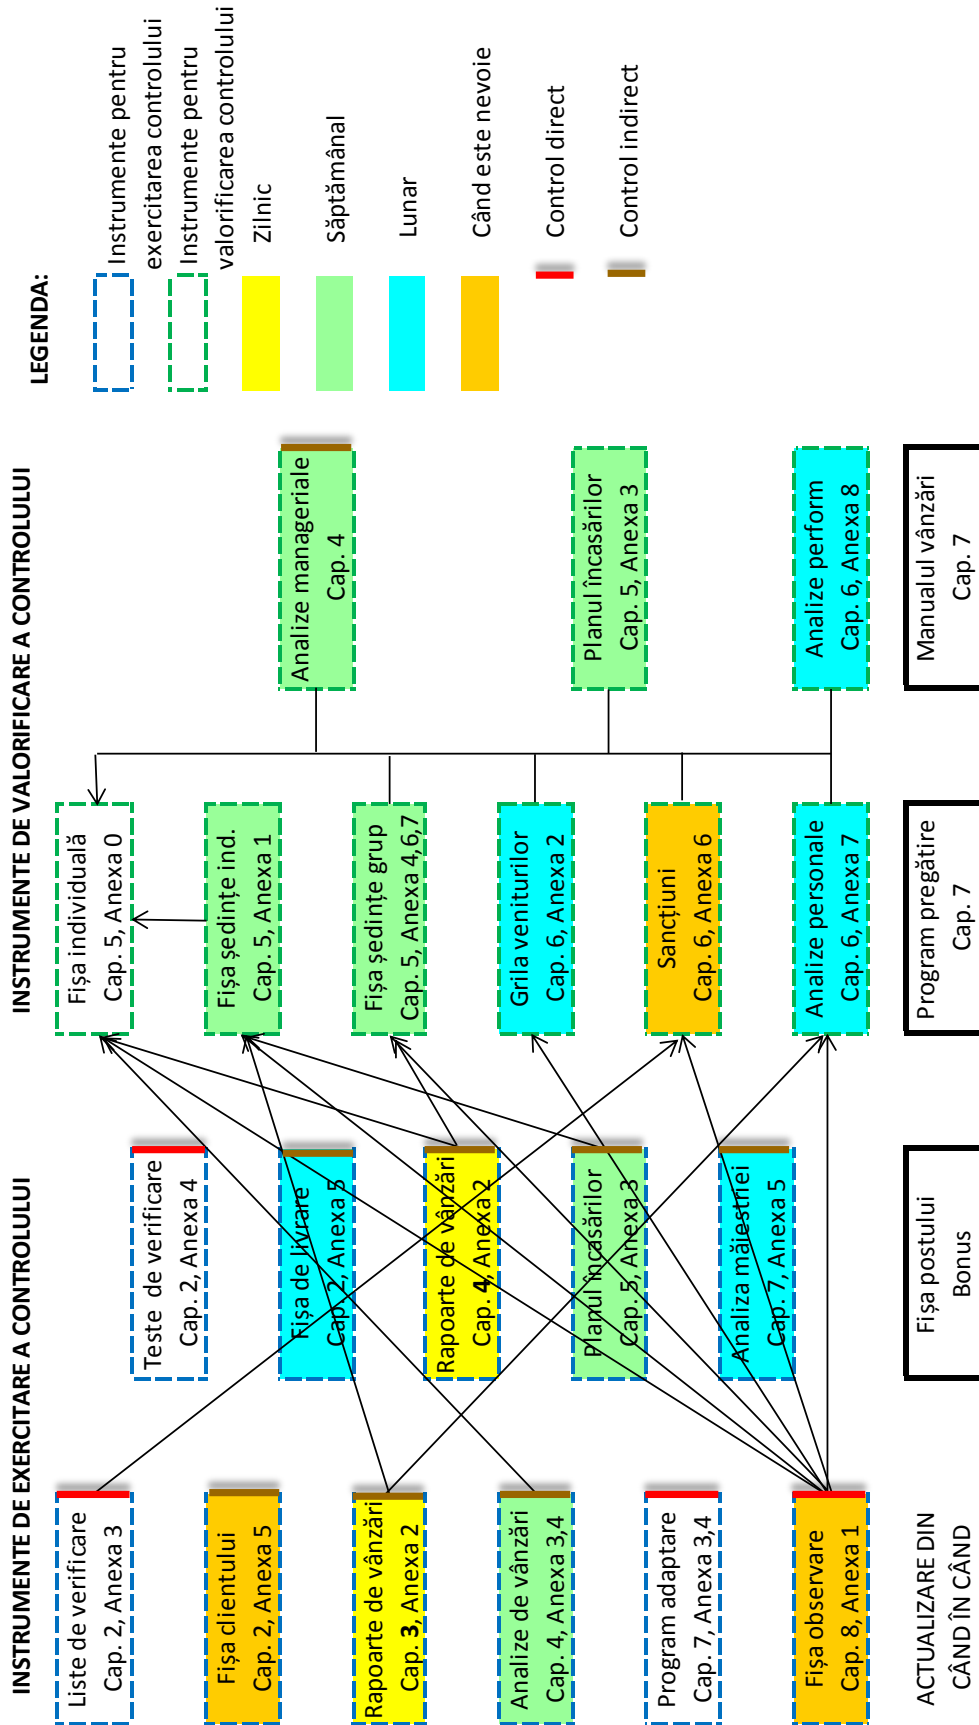 INSTRUMENTE DE EXERCITARE A CONTROLULUI
Liste de verificare
Cap. 2, Anexa 3
Fișa clientului
Cap. 2, Anexa 5
Rapoarte de vânzări
Cap. 3, Anexa 2
Analize de vânzări
Cap. 4, Anexa 3,4
Program adaptare
Cap. 7, Anexa 3,4
Fișa observare
Cap. 8, Anexa 1
ACTUALIZARE DIN
CÂND ÎN CÂND
Teste de verificare
Cap. 2, Anexa 4
Fișa de livrare
Cap. 2, Anexa 5
Rapoarte de vânzări
Cap. 4, Anexa 2
Planul încasărilor
Cap. 5, Anexa 3
Analiza măiestriei
Cap. 7, Anexa 5
Fișa postului
Bonus
INSTRUMENTE DE VALORIFICARE A CONTROLULUI
Fișa individuală
Cap. 5, Anexa 0
Fișa ședințe ind.
Cap. 5, Anexa 1
Fișa ședințe grup
Cap. 5, Anexa 4,6,7
Grila veniturilor
Cap. 6, Anexa 2
Sancțiuni
Cap. 6, Anexa 6
Analize personale
Cap. 6, Anexa 7
Program pregătire
Cap. 7
Analize manageriale
Cap. 4
Planul încasărilor
Cap. 5, Anexa 3
Analize perform
Cap. 6, Anexa 8
Manualul vânzări
Cap. 7
LEGENDA:
Instrumente pentru
exercitarea controlului
Instrumente pentru
valorificarea controlului
Zilnic
Săptămânal
Lunar
Când este nevoie
Control direct
Control indirect